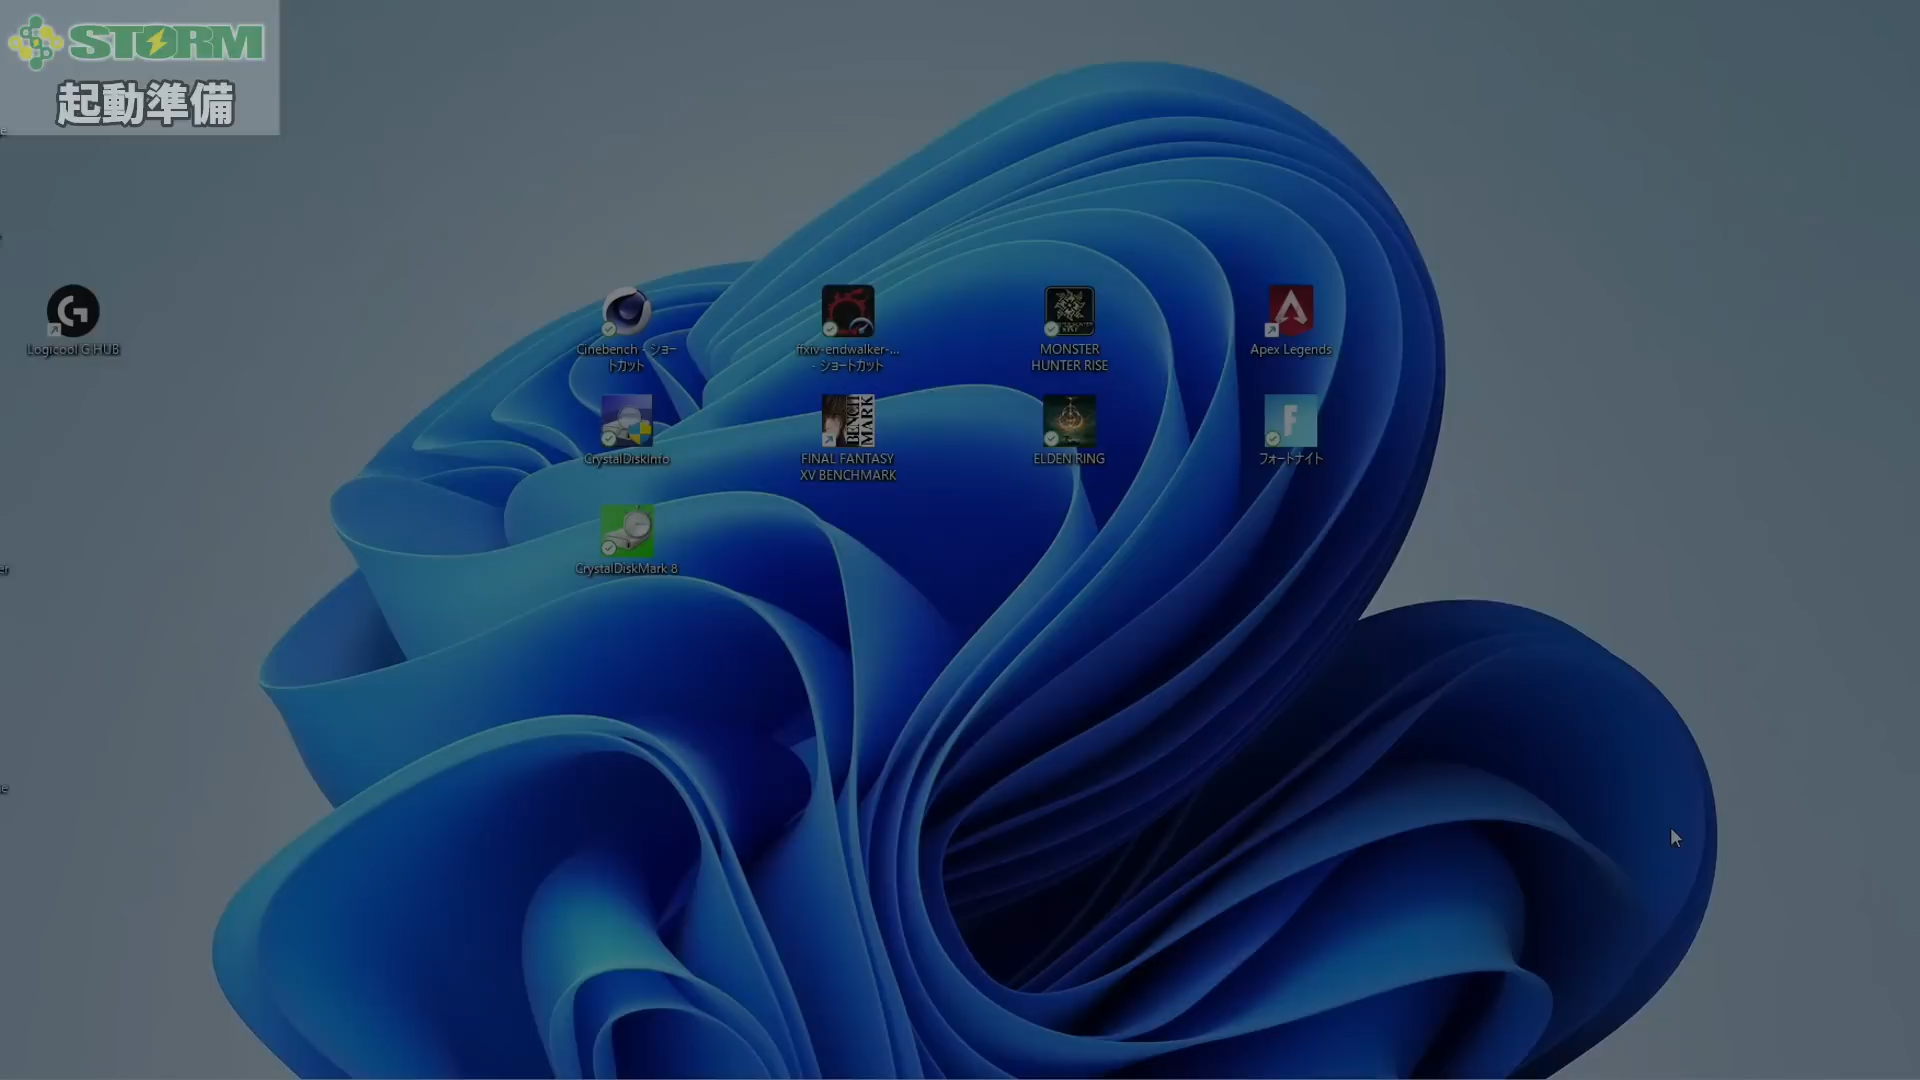 STORM
起動準備
Logicool G HUB
Cinebench - ショー
トカット
ffxiv-endwalker-...
- ショートカット
MONSTER
HUNTER RISE
Apex Legends
CrystalDiskInfo
BENCH
MARK
FINAL FANTASY
XV BENCHMARK
ELDEN RING
F
フォートナイト
CrystalDiskMark 8